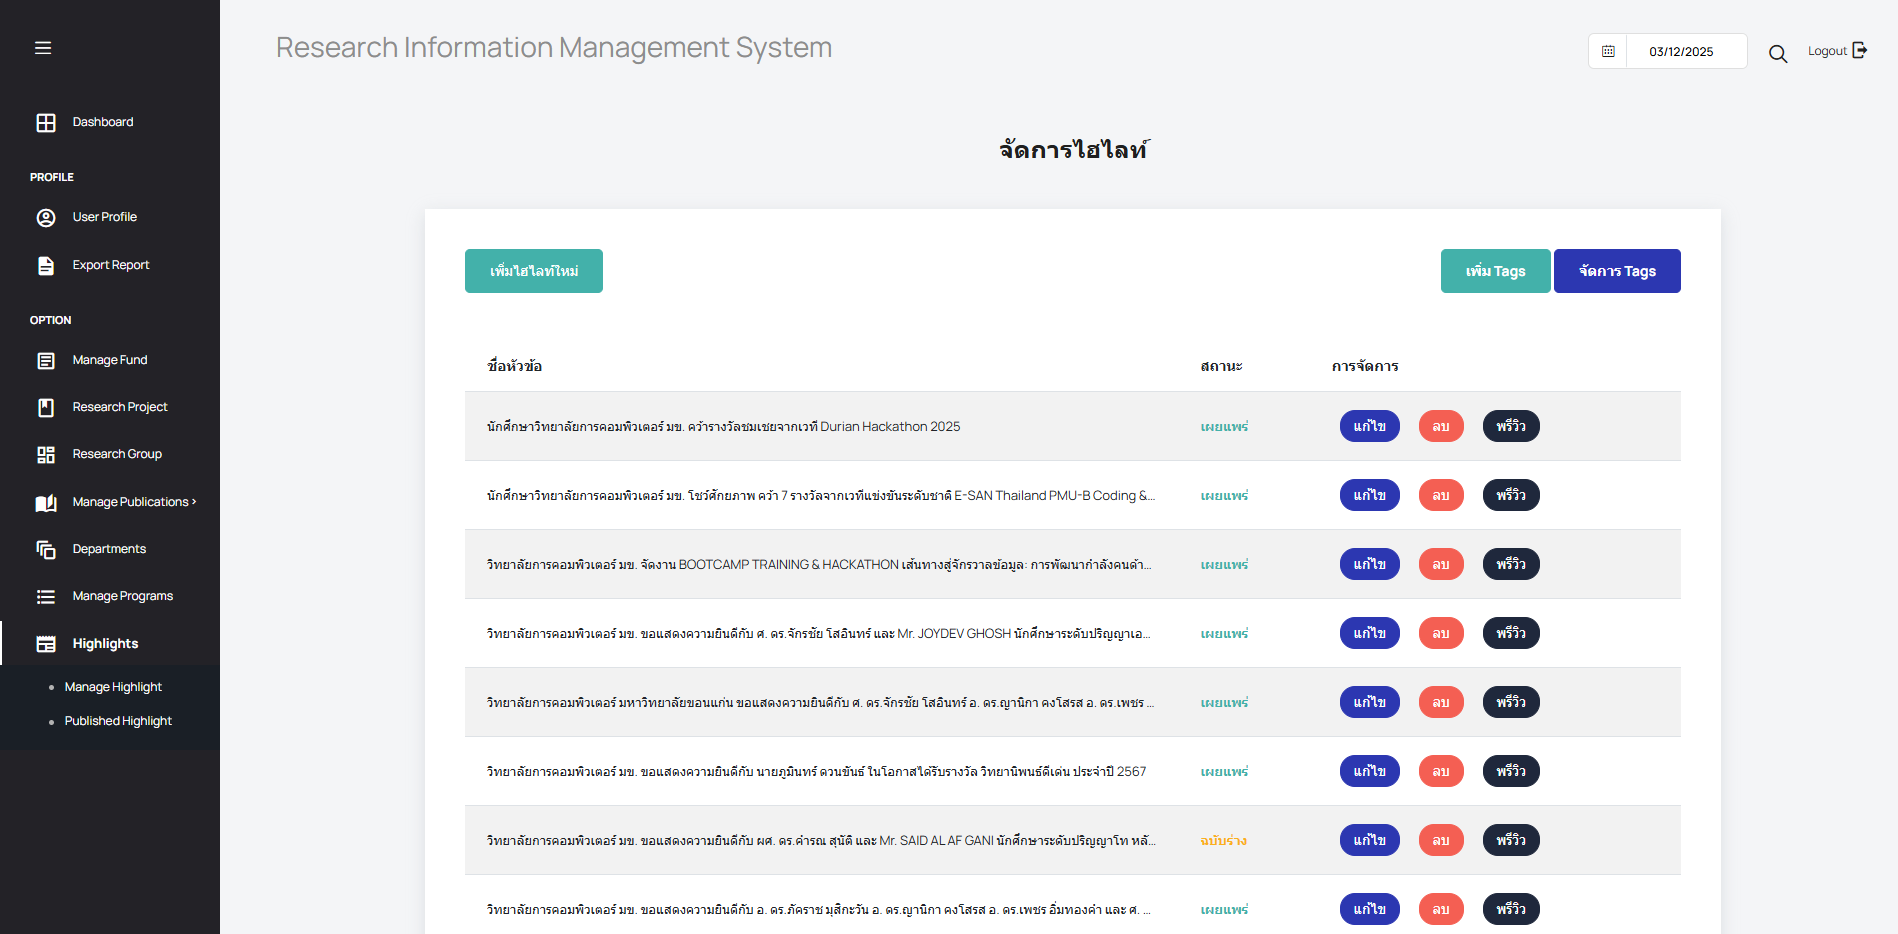 Research Information Management System
03/12/2025
Logout
Dashboard
PROFILE
User Profile
Export Report
OPTION
Manage Fund
Research Project
Research Group
Manage Publications
Departments
Manage Programs
Highlights
Manage Highlight
Published Highlight
จัดการไฮไลท์
เพิ่มไฮไลท์ใหม่
เพิ่ม Tags
จัดการ Tags
ชื่อหัวข้อ สถานะ การจัดการ
นักศึกษาวิทยาลัยการคอมพิวเตอร์ มข. คว้ารางวัลชมเชยจากเวที Durian Hackathon 2025 เผยแพร่ แก้ไข ลบ พรีวิว
นักศึกษาวิทยาลัยการคอมพิวเตอร์ มข. โชว์ศักยภาพ คว้า 7 รางวัลจากเวทีแข่งขันระดับชาติ E-SAN Thailand PMU-B Coding &... เผยแพร่ แก้ไข ลบ พรีวิว
วิทยาลัยการคอมพิวเตอร์ มข. จัดงาน BOOTCAMP TRAINING & HACKATHON เส้นทางสู่จักรวาลข้อมูล: การพัฒนากำลังคนด้า... เผยแพร่ แก้ไข ลบ พรีวิว
วิทยาลัยการคอมพิวเตอร์ มข. ขอแสดงความยินดีกับ ศ. ดร.จักรชัย โสอินทร์ และ Mr. JOYDEV GHOSH นักศึกษาระดับปริญญาเอ... เผยแพร่ แก้ไข ลบ พรีวิว
วิทยาลัยการคอมพิวเตอร์ มหาวิทยาลัยขอนแก่น ขอแสดงความยินดีกับ ศ. ดร.จักรชัย โสอินทร์ อ. ดร.ญานิกา คงโสรส อ. ดร.เพชร ... เผยแพร่ แก้ไข ลบ พรีวิว
วิทยาลัยการคอมพิวเตอร์ มข. ขอแสดงความยินดีกับ นายภูมินทร์ ดวนขันธ์ ในโอกาสได้รับรางวัล วิทยานิพนธ์ดีเด่น ประจำปี 2567 เผยแพร่ แก้ไข ลบ พรีวิว
วิทยาลัยการคอมพิวเตอร์ มข. ขอแสดงความยินดีกับ ผศ. ดร.คำรณ สุนัติ และ Mr. SAID AL AF GANI นักศึกษาระดับปริญญาโท หลั... ฉบับร่าง แก้ไข ลบ พรีวิว
วิทยาลัยการคอมพิวเตอร์ มข. ขอแสดงความยินดีกับ อ. ดร.ภัคราช มุสิกะวัน อ. ดร.ญานิกา คงโสรส อ. ดร.เพชร อิ่มทองคำ และ ศ. ... เผยแพร่ แก้ไข ลบ พรีวิว